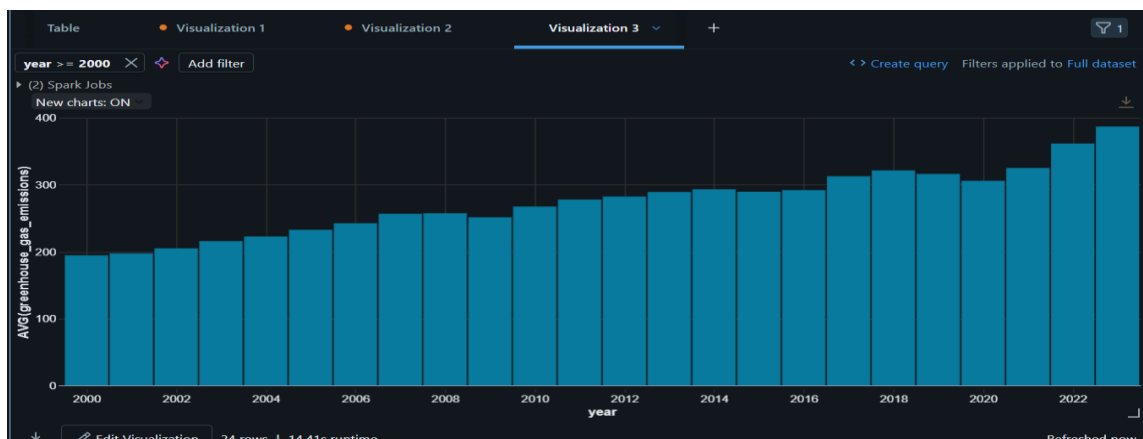 Table Visualization 1 Visualization 2 Visualization 3 + 1
year >= 2000 Add filter Create query Filters applied to Full dataset
(2) Spark Jobs
New charts: ON
AVG(greenhouse_gas_emissions)
400
300
200
100
0
2000 2002 2004 2006 2008 2010 2012 2014 2016 2018 2020 2022
year
Edit Visualization 24 rows | 14.41s runtime Refreshed now